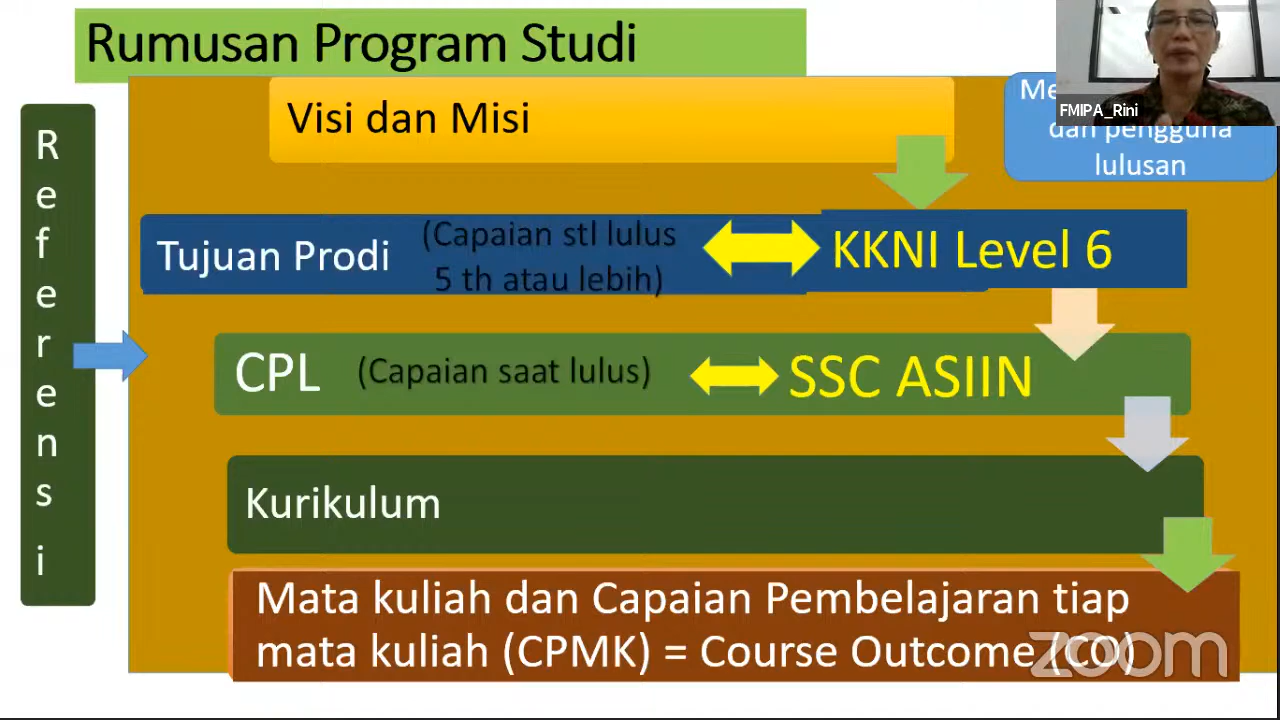 Rumusan Program Studi
FMIPA_Rini
Visi dan Misi
dan pengguna
lulusan
Referensi
Tujuan Prodi
(Capaian stl lulus
5 th atau lebih)
KKNI Level 6
CPL
(Capaian saat lulus)
SSC ASIIN
Kurikulum
Mata kuliah dan Capaian Pembelajaran tiap
mata kuliah (CPMK) = Course Outcome (CO)
zoom